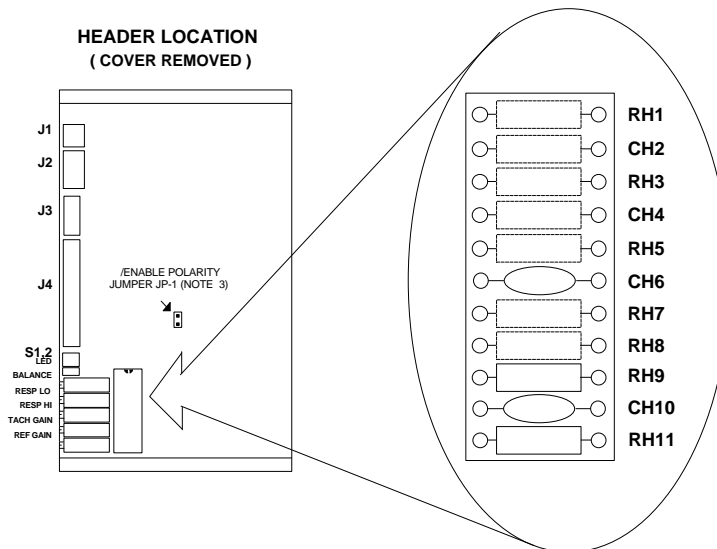 HEADER LOCATION
( COVER REMOVED )
J1
J2
J3
J4
/ENABLE POLARITY
JUMPER JP-1 (NOTE 3)
S1,2
LED
BALANCE
RESP LO
RESP HI
TACH GAIN
REF GAIN
RH1
CH2
RH3
CH4
RH5
CH6
RH7
RH8
RH9
CH10
RH11